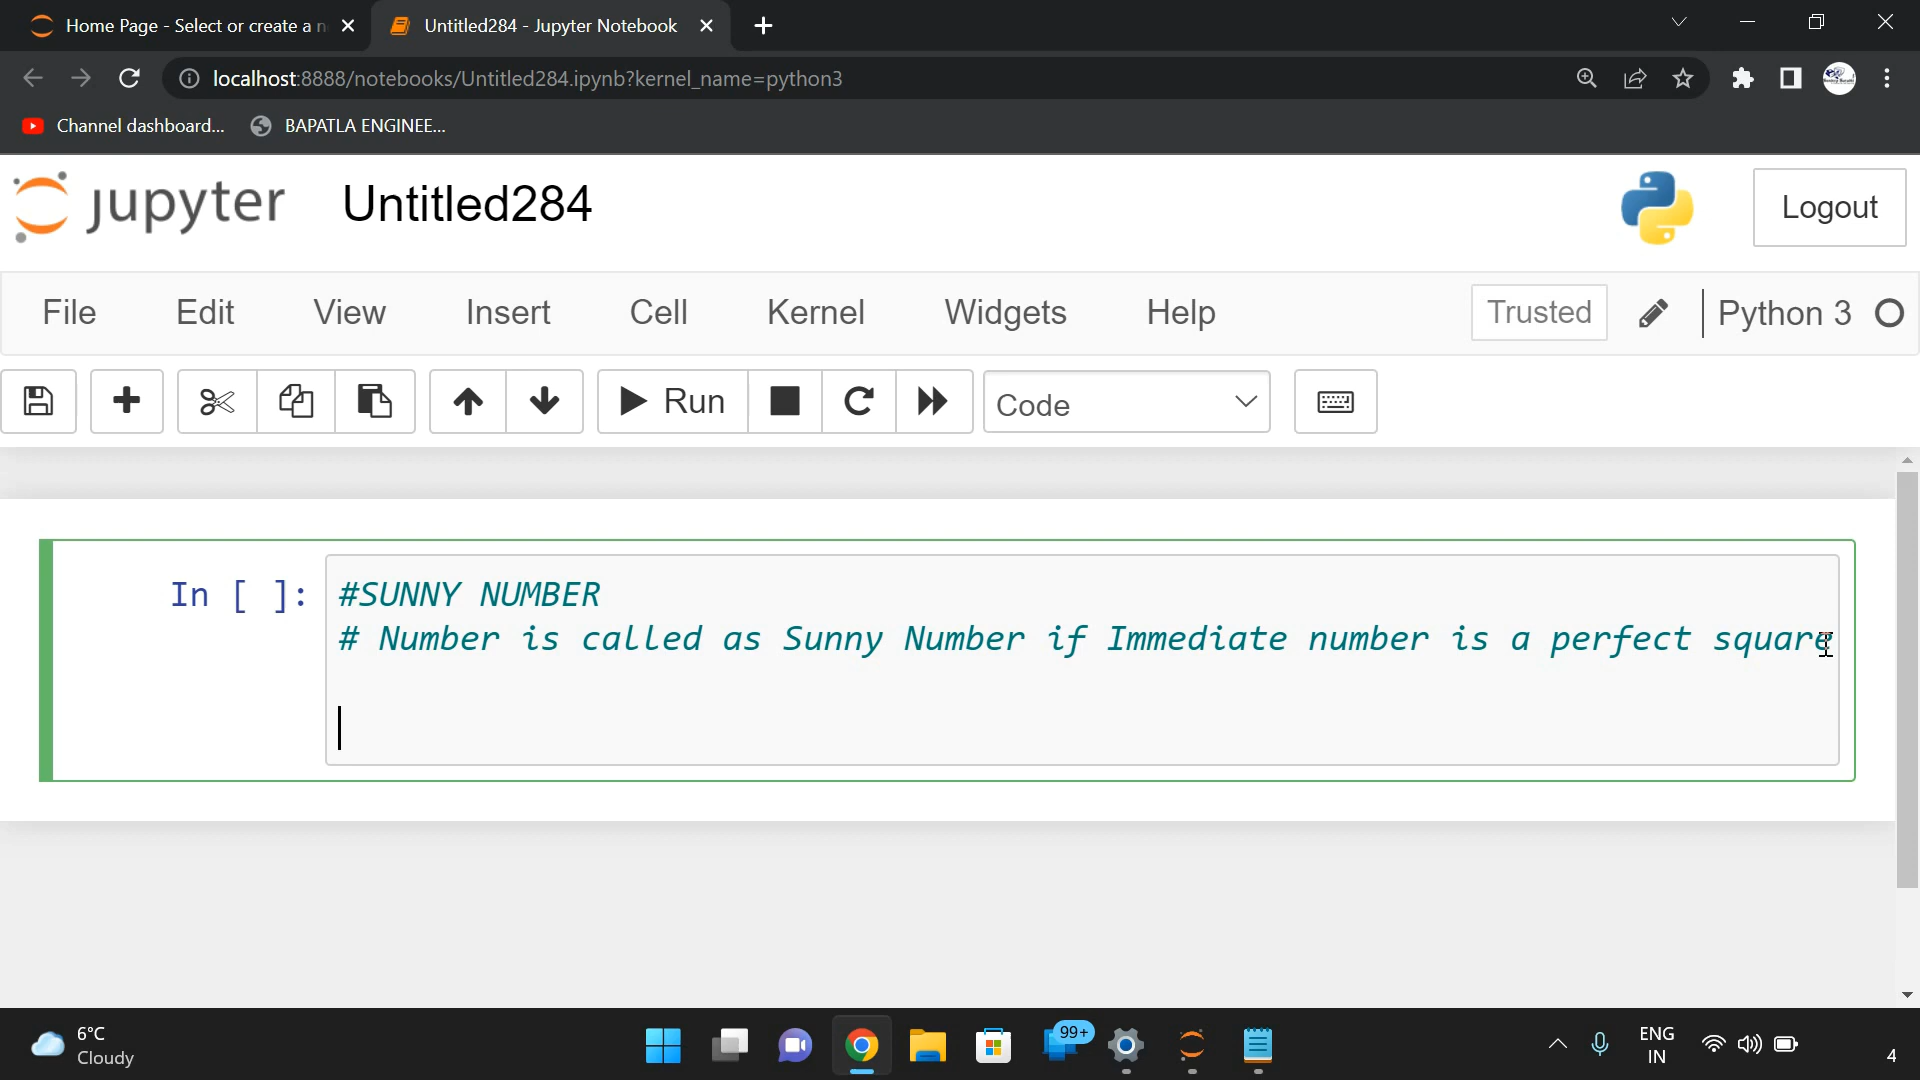 Home Page - Select or create a n
Untitled284 - Jupyter Notebook
localhost:8888/notebooks/Untitled284.ipynb?kernel_name=python3
Channel dashboard...
BAPATLA ENGINEE...
jupyter
Untitled284
Logout
File Edit View Insert Cell Kernel Widgets Help
Trusted
Python 3
Run
Code
In [ ]:
#SUNNY NUMBER
# Number is called as Sunny Number if Immediate number is a perfect square
6°C
Cloudy
99+
ENG
IN
4